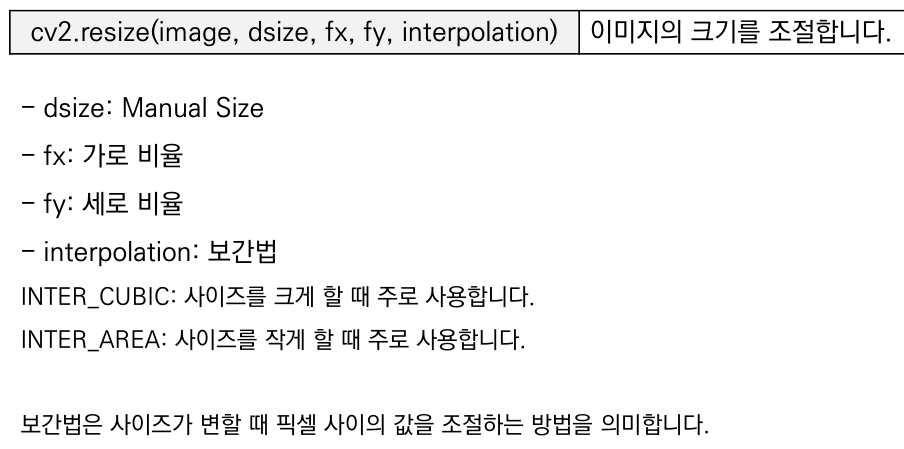 cv2.resize(image, dsize, fx, fy, interpolation) 이미지의 크기를 조절합니다.
- dsize: Manual Size
- fx: 가로 비율
- fy: 세로 비율
- interpolation: 보간법
INTER_CUBIC: 사이즈를 크게 할 때 주로 사용합니다.
INTER_AREA: 사이즈를 작게 할 때 주로 사용합니다.
보간법은 사이즈가 변할 때 픽셀 사이의 값을 조절하는 방법을 의미합니다.